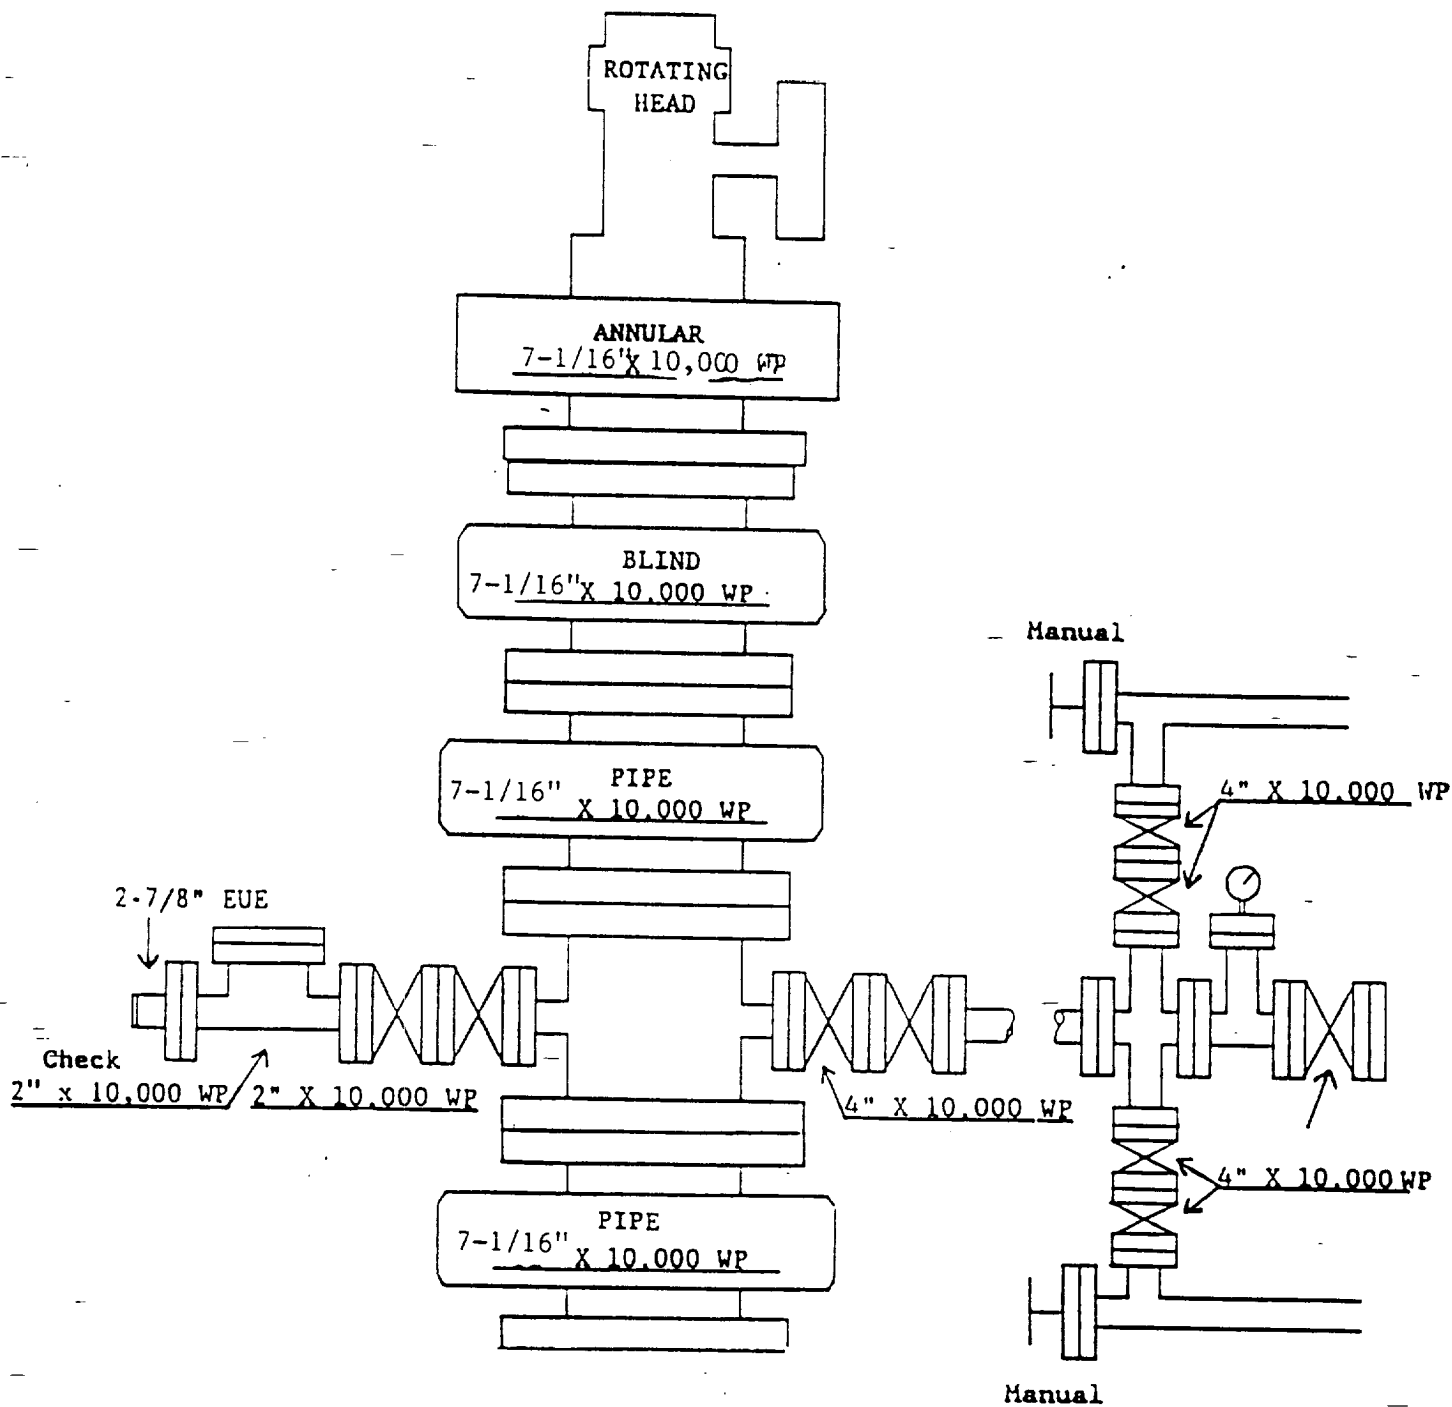 ROTATING
HEAD
ANNULAR
7-1/16"X 10,000 WP
BLIND
7-1/16"X 10.000 WP
Manual
PIPE
7-1/16" X 10.000 WP
4" X 10.000 WP
2-7/8" EUE
Check
2" x 10,000 WP
2" X 10.000 WP
4" X 10.000 WP
4" X 10.000 WP
PIPE
7-1/16" X 10.000 WP
Manual